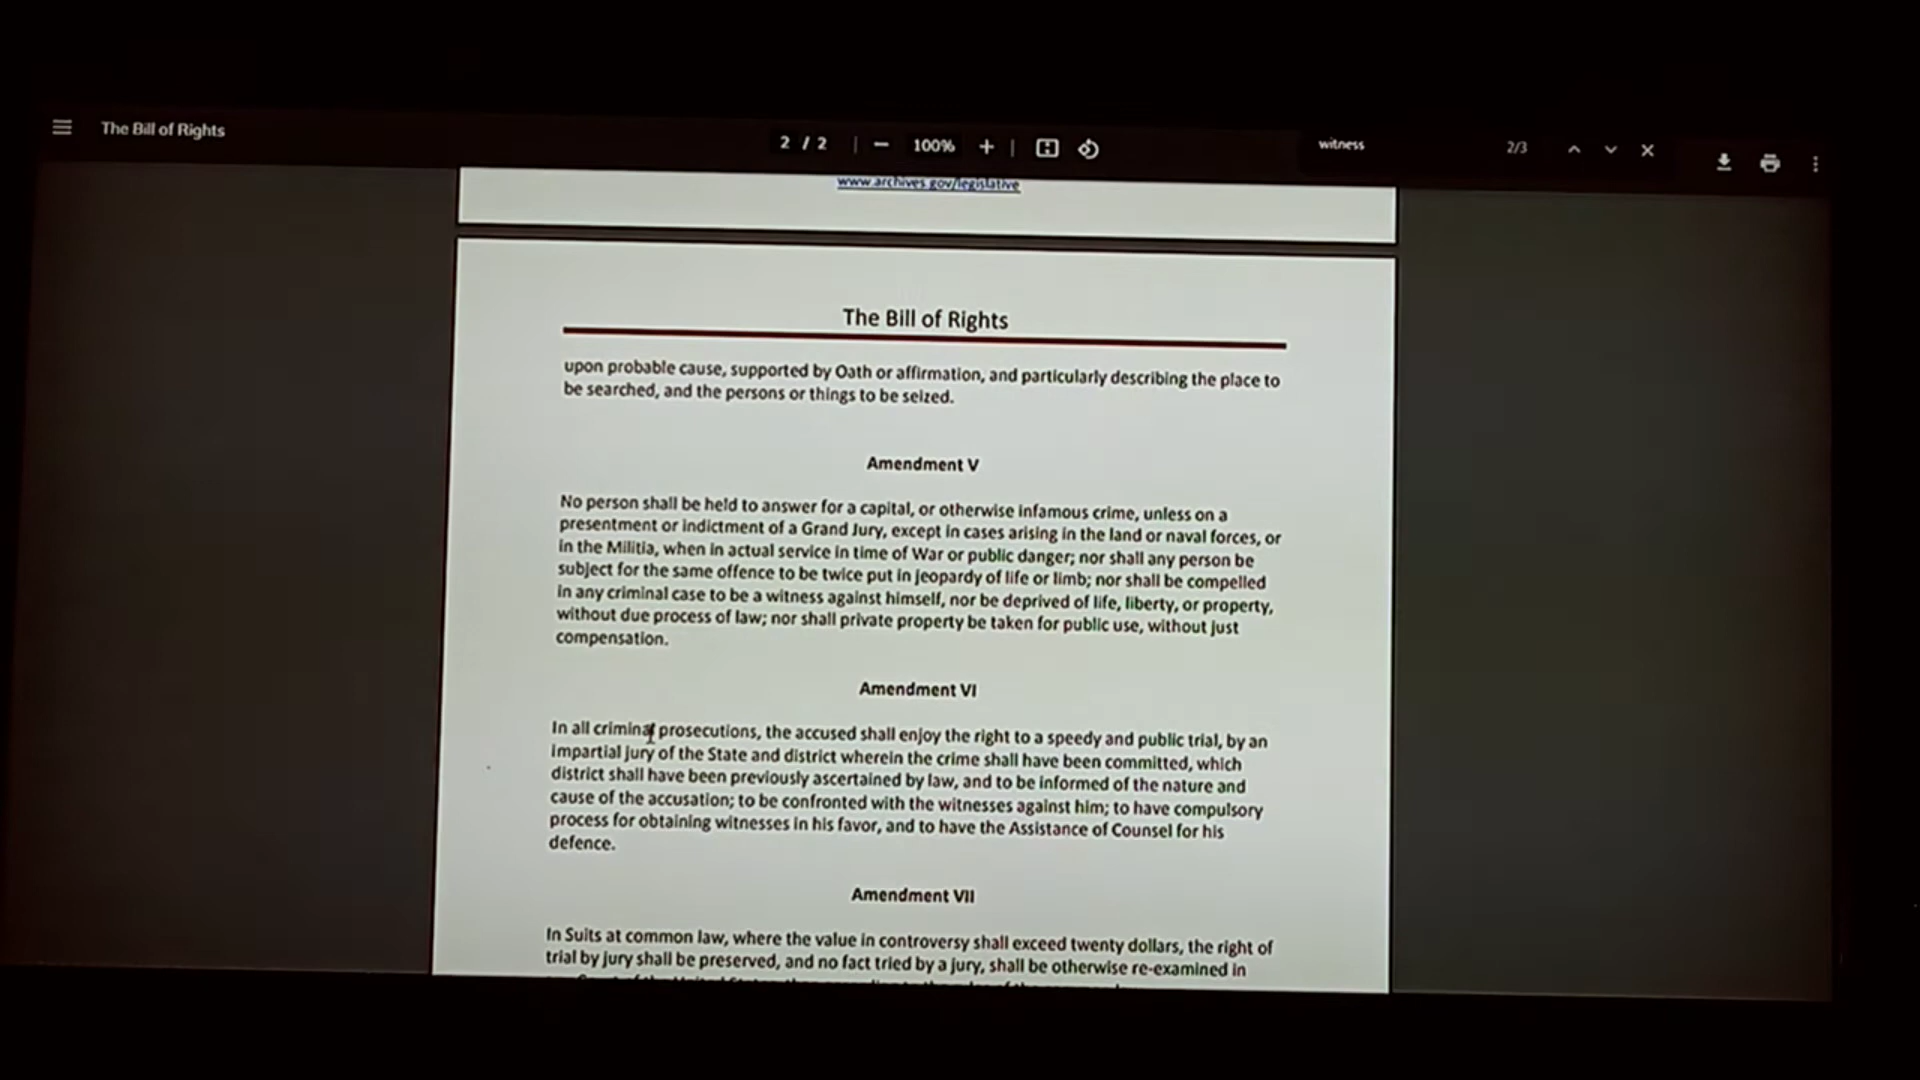 The Bill of Rights
2 / 2
100%
witness
2/3
www.archives.gov/legislative
The Bill of Rights
upon probable cause, supported by Oath or affirmation, and particularly describing the place to
be searched, and the persons or things to be seized.
Amendment V
No person shall be held to answer for a capital, or otherwise infamous crime, unless on a
presentment or indictment of a Grand Jury, except in cases arising in the land or naval forces, or
in the Militia, when in actual service in time of War or public danger; nor shall any person be
subject for the same offence to be twice put in jeopardy of life or limb; nor shall be compelled
in any criminal case to be a witness against himself, nor be deprived of life, liberty, or property,
without due process of law; nor shall private property be taken for public use, without just
compensation.
Amendment VI
In all criminal prosecutions, the accused shall enjoy the right to a speedy and public trial, by an
impartial jury of the State and district wherein the crime shall have been committed, which
district shall have been previously ascertained by law, and to be informed of the nature and
cause of the accusation; to be confronted with the witnesses against him; to have compulsory
process for obtaining witnesses in his favor, and to have the Assistance of Counsel for his
defence.
Amendment VII
In Suits at common law, where the value in controversy shall exceed twenty dollars, the right of
trial by jury shall be preserved, and no fact tried by a jury, shall be otherwise re-examined in